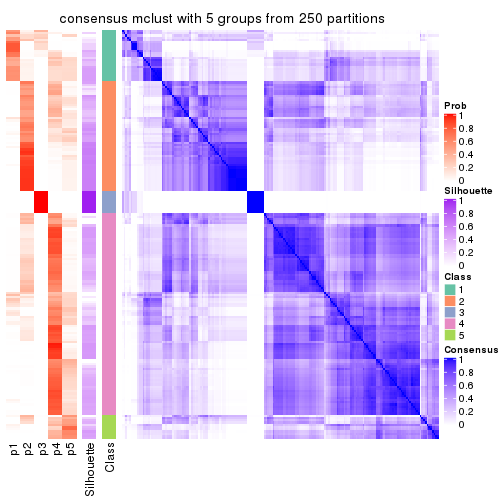 consensus mclust with 5 groups from 250 partitions
Prob
1
0.8
0.6
0.4
0.2
0
Silhouette
1
0.8
0.6
0.4
0.2
0
Class
1
2
3
4
5
Consensus
1
0.8
0.6
0.4
0.2
0
p1
p2
p3
p4
p5
Silhouette
Class